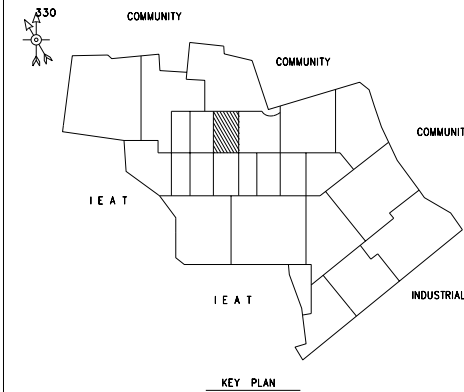 330
COMMUNITY
COMMUNITY
COMMUNIT
I E A T
I E A T
INDUSTRIAL
KEY PLAN